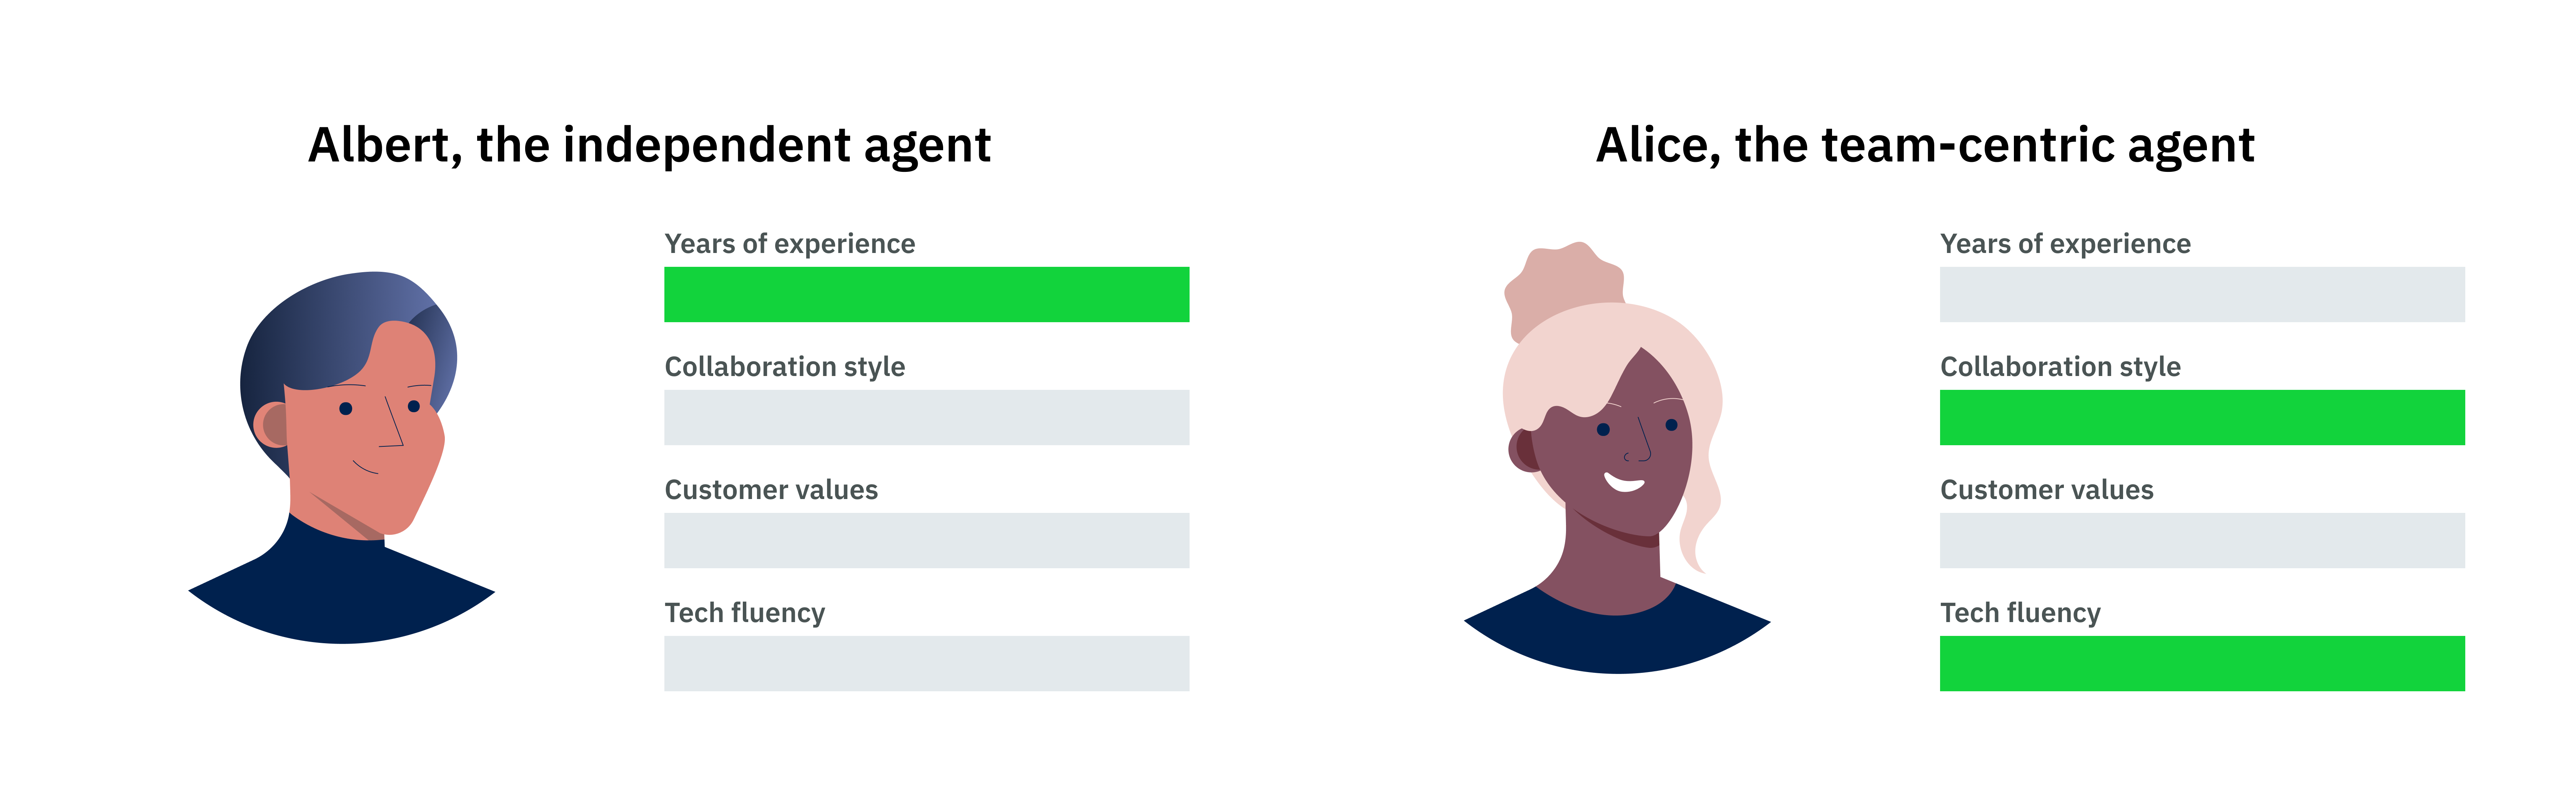 Albert, the independent agent
Years of experience
Collaboration style
Customer values
Tech fluency
Alice, the team-centric agent
Years of experience
Collaboration style
Customer values
Tech fluency